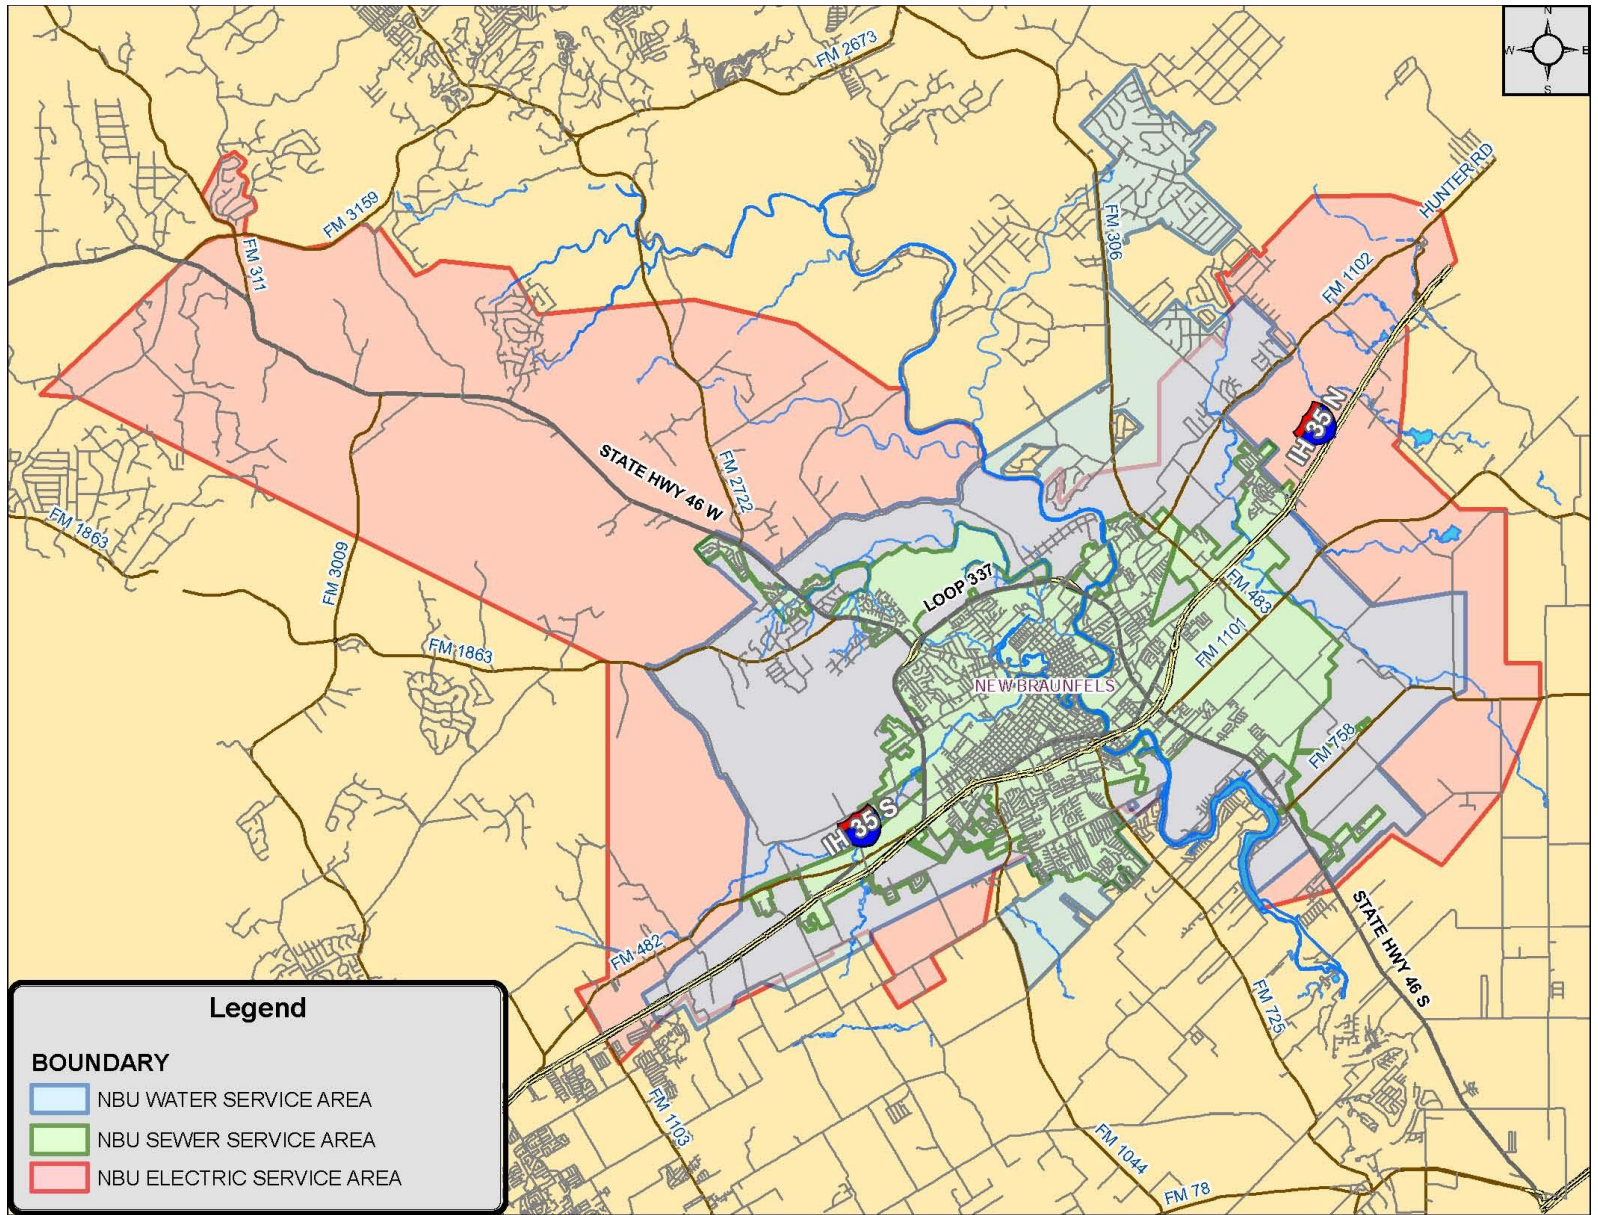 N
W
E
S
FM 2673
HUNTER RD
FM 3159
FM 306
FM 311
FM 1102
IH 35 N
STATE HWY 46 W
FM 2722
FM 1863
FM 3009
LOOP 337
FM 483
FM 1101
FM 1863
NEW BRAUNFELS
FM 758
IH 35 S
STATE HWY 46 S
FM 482
FM 725
FM 1103
FM 1044
FM 78
Legend
BOUNDARY
NBU WATER SERVICE AREA
NBU SEWER SERVICE AREA
NBU ELECTRIC SERVICE AREA